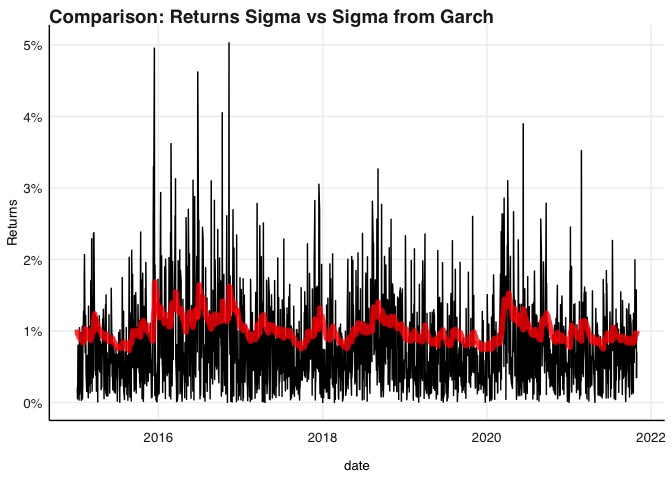 Comparison: Returns Sigma vs Sigma from Garch
5%
4%
3%
2%
1%
0%
Returns
2016 2018 2020 2022
date